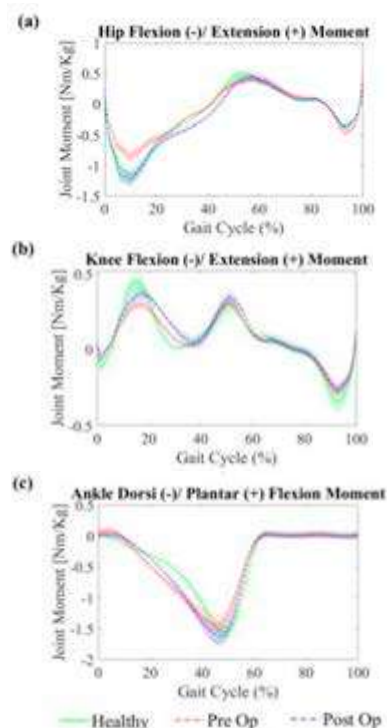 (a)
Hip Flexion (-)/ Extension (+) Moment
Joint Moment [Nm/Kg]
1
0.5
0
-0.5
-1
-1.5
0 20 40 60 80 100
Gait Cycle (%)
(b)
Knee Flexion (-)/ Extension (+) Moment
Joint Moment [Nm/Kg]
0.5
0
-0.5
0 20 40 60 80 100
Gait Cycle (%)
(c)
Ankle Dorsi (-)/ Plantar (+) Flexion Moment
Joint Moment [Nm/Kg]
0.5
0
-0.5
-1
-1.5
-2
0 20 40 60 80 100
Gait Cycle (%)
Healthy Pre Op Post Op